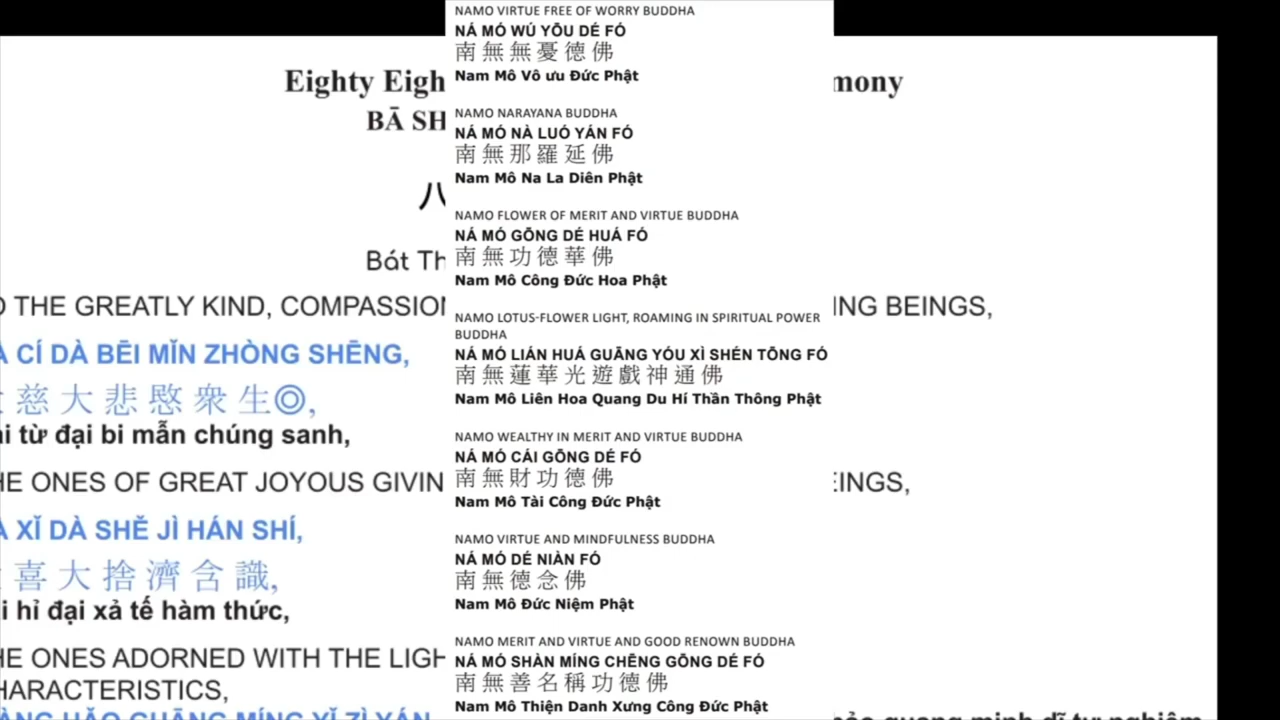 Eighty Eigh
mony
BĀ SH
八
Bát Th
THE GREATLY KIND, COMPASSION
ING BEINGS,
CÍ DÀ BĒI MǏN ZHÒNG SHĒNG,
慈 大 悲 愍 衆 生◎,
từ đại bi mẫn chúng sanh,
HE ONES OF GREAT JOYOUS GIVIN
EINGS,
XǏ DÀ SHĚ JÌ HÁN SHÍ,
喜 大 捨 濟 含 識,
hỉ đại xả tế hàm thức,
HE ONES ADORNED WITH THE LIGH
HARACTERISTICS,
NAMO VIRTUE FREE OF WORRY BUDDHA
NÁ MÓ WÚ YŌU DÉ FÓ
南 無 無 憂 德 佛
Nam Mô Vô ưu Đức Phật
NAMO NARAYANA BUDDHA
NÁ MÓ NÀ LUÓ YÁN FÓ
南 無 那 羅 延 佛
Nam Mô Na La Diên Phật
NAMO FLOWER OF MERIT AND VIRTUE BUDDHA
NÁ MÓ GŌNG DÉ HUÁ FÓ
南 無 功 德 華 佛
Nam Mô Công Đức Hoa Phật
NAMO LOTUS-FLOWER LIGHT, ROAMING IN SPIRITUAL POWER
BUDDHA
NÁ MÓ LIÁN HUÁ GUĀNG YÓU XÌ SHÉN TŌNG FÓ
南 無 蓮 華 光 遊 戲 神 通 佛
Nam Mô Liên Hoa Quang Du Hí Thần Thông Phật
NAMO WEALTHY IN MERIT AND VIRTUE BUDDHA
NÁ MÓ CÁI GŌNG DÉ FÓ
南 無 財 功 德 佛
Nam Mô Tài Công Đức Phật
NAMO VIRTUE AND MINDFULNESS BUDDHA
NÁ MÓ DÉ NIÀN FÓ
南 無 德 念 佛
Nam Mô Đức Niệm Phật
NAMO MERIT AND VIRTUE AND GOOD RENOWN BUDDHA
NÁ MÓ SHÀN MÍNG CHĒNG GŌNG DÉ FÓ
南 無 善 名 稱 功 德 佛
Nam Mô Thiện Danh Xưng Công Đức Phật